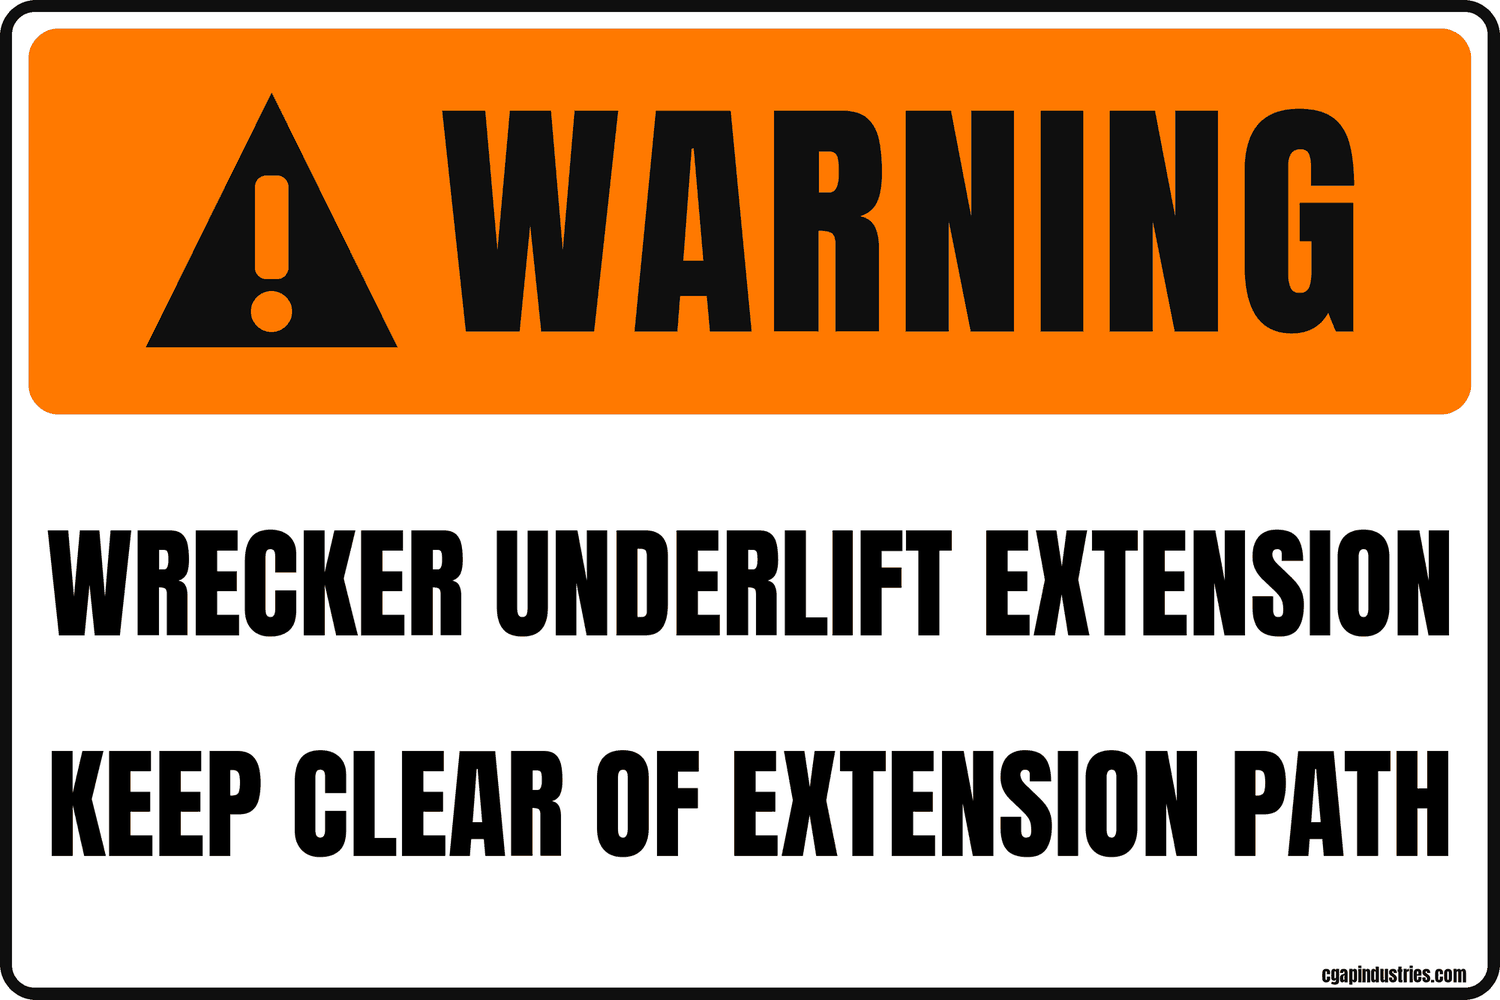 WARNING
WRECKER UNDERLIFT EXTENSION
KEEP CLEAR OF EXTENSION PATH
cgapindustries.com